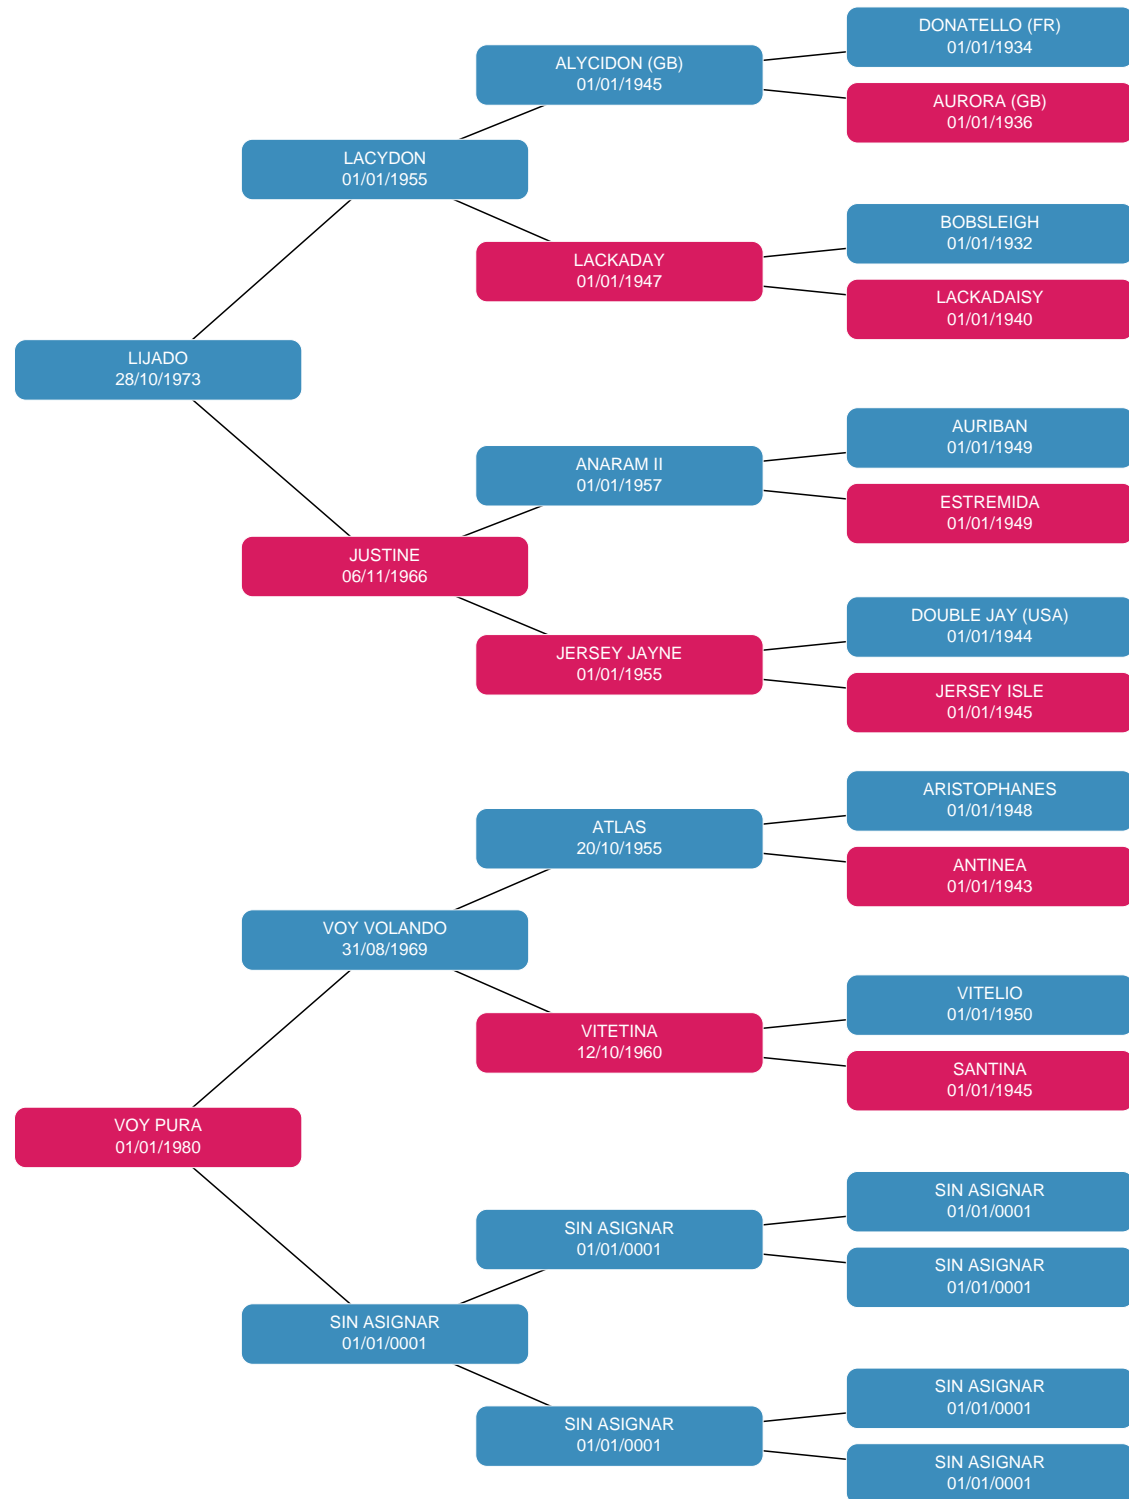 DONATELLO (FR)
01/01/1934
ALYCIDON (GB)
01/01/1945
AURORA (GB)
01/01/1936
LACYDON
01/01/1955
BOBSLEIGH
01/01/1932
LACKADAY
01/01/1947
LACKADAISY
01/01/1940
LIJADO
28/10/1973
AURIBAN
01/01/1949
ANARAM II
01/01/1957
ESTREMIDA
01/01/1949
JUSTINE
06/11/1966
DOUBLE JAY (USA)
01/01/1944
JERSEY JAYNE
01/01/1955
JERSEY ISLE
01/01/1945
ARISTOPHANES
01/01/1948
ATLAS
20/10/1955
ANTINEA
01/01/1943
VOY VOLANDO
31/08/1969
VITELIO
01/01/1950
VITETINA
12/10/1960
SANTINA
01/01/1945
VOY PURA
01/01/1980
SIN ASIGNAR
01/01/0001
SIN ASIGNAR
01/01/0001
SIN ASIGNAR
01/01/0001
SIN ASIGNAR
01/01/0001
SIN ASIGNAR
01/01/0001
SIN ASIGNAR
01/01/0001
SIN ASIGNAR
01/01/0001